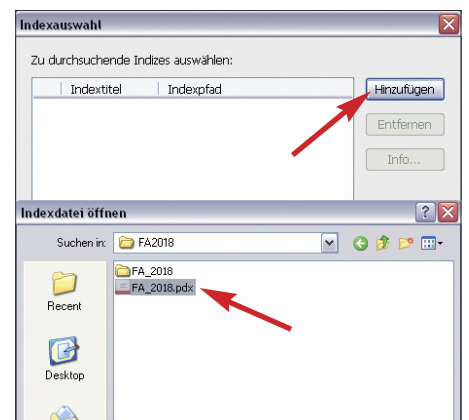 Indexauswahl
Zu durchsuchende Indizes auswählen:
Indextitel Indexpfad
Hinzufügen
Entfernen
Info...
Indexdatei öffnen
Suchen in: FA2018
FA_2018
FA_2018.pdx
Recent
Desktop